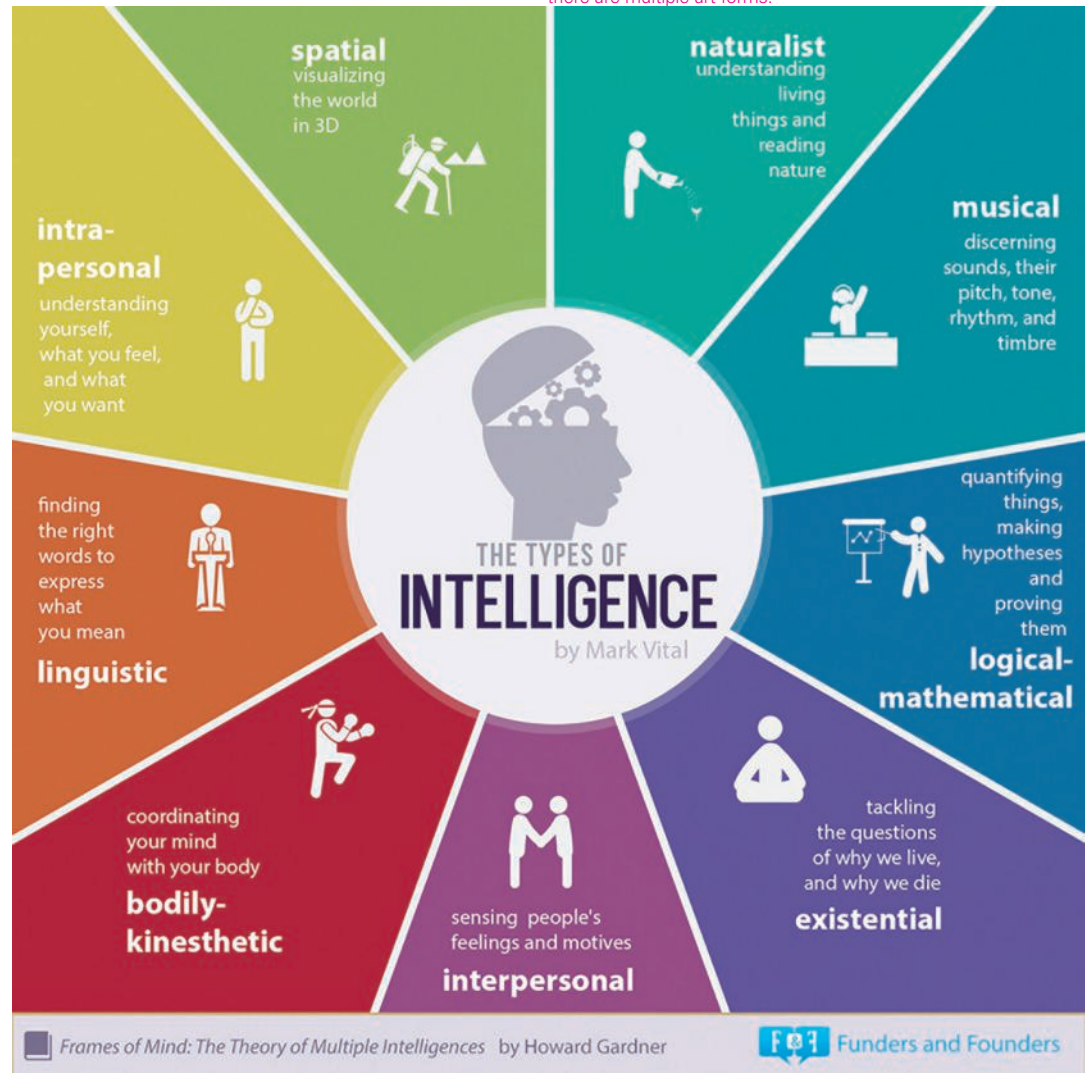 there are multiple art forms.
spatial
visualizing
the world
in 3D
naturalist
understanding
living
things and
reading
nature
musical
discerning
sounds, their
pitch, tone,
rhythm, and
timbre
intra-
personal
understanding
yourself,
what you feel,
and what
you want
quantifying
things,
making
hypotheses
and
proving
them
logical-
mathematical
finding
the right
words to
express
what
you mean
linguistic
THE TYPES OF
INTELLIGENCE
by Mark Vital
coordinating
your mind
with your body
bodily-
kinesthetic
sensing people's
feelings and motives
interpersonal
tackling
the questions
of why we live,
and why we die
existential
Frames of Mind: The Theory of Multiple Intelligences by Howard Gardner
F&F Funders and Founders